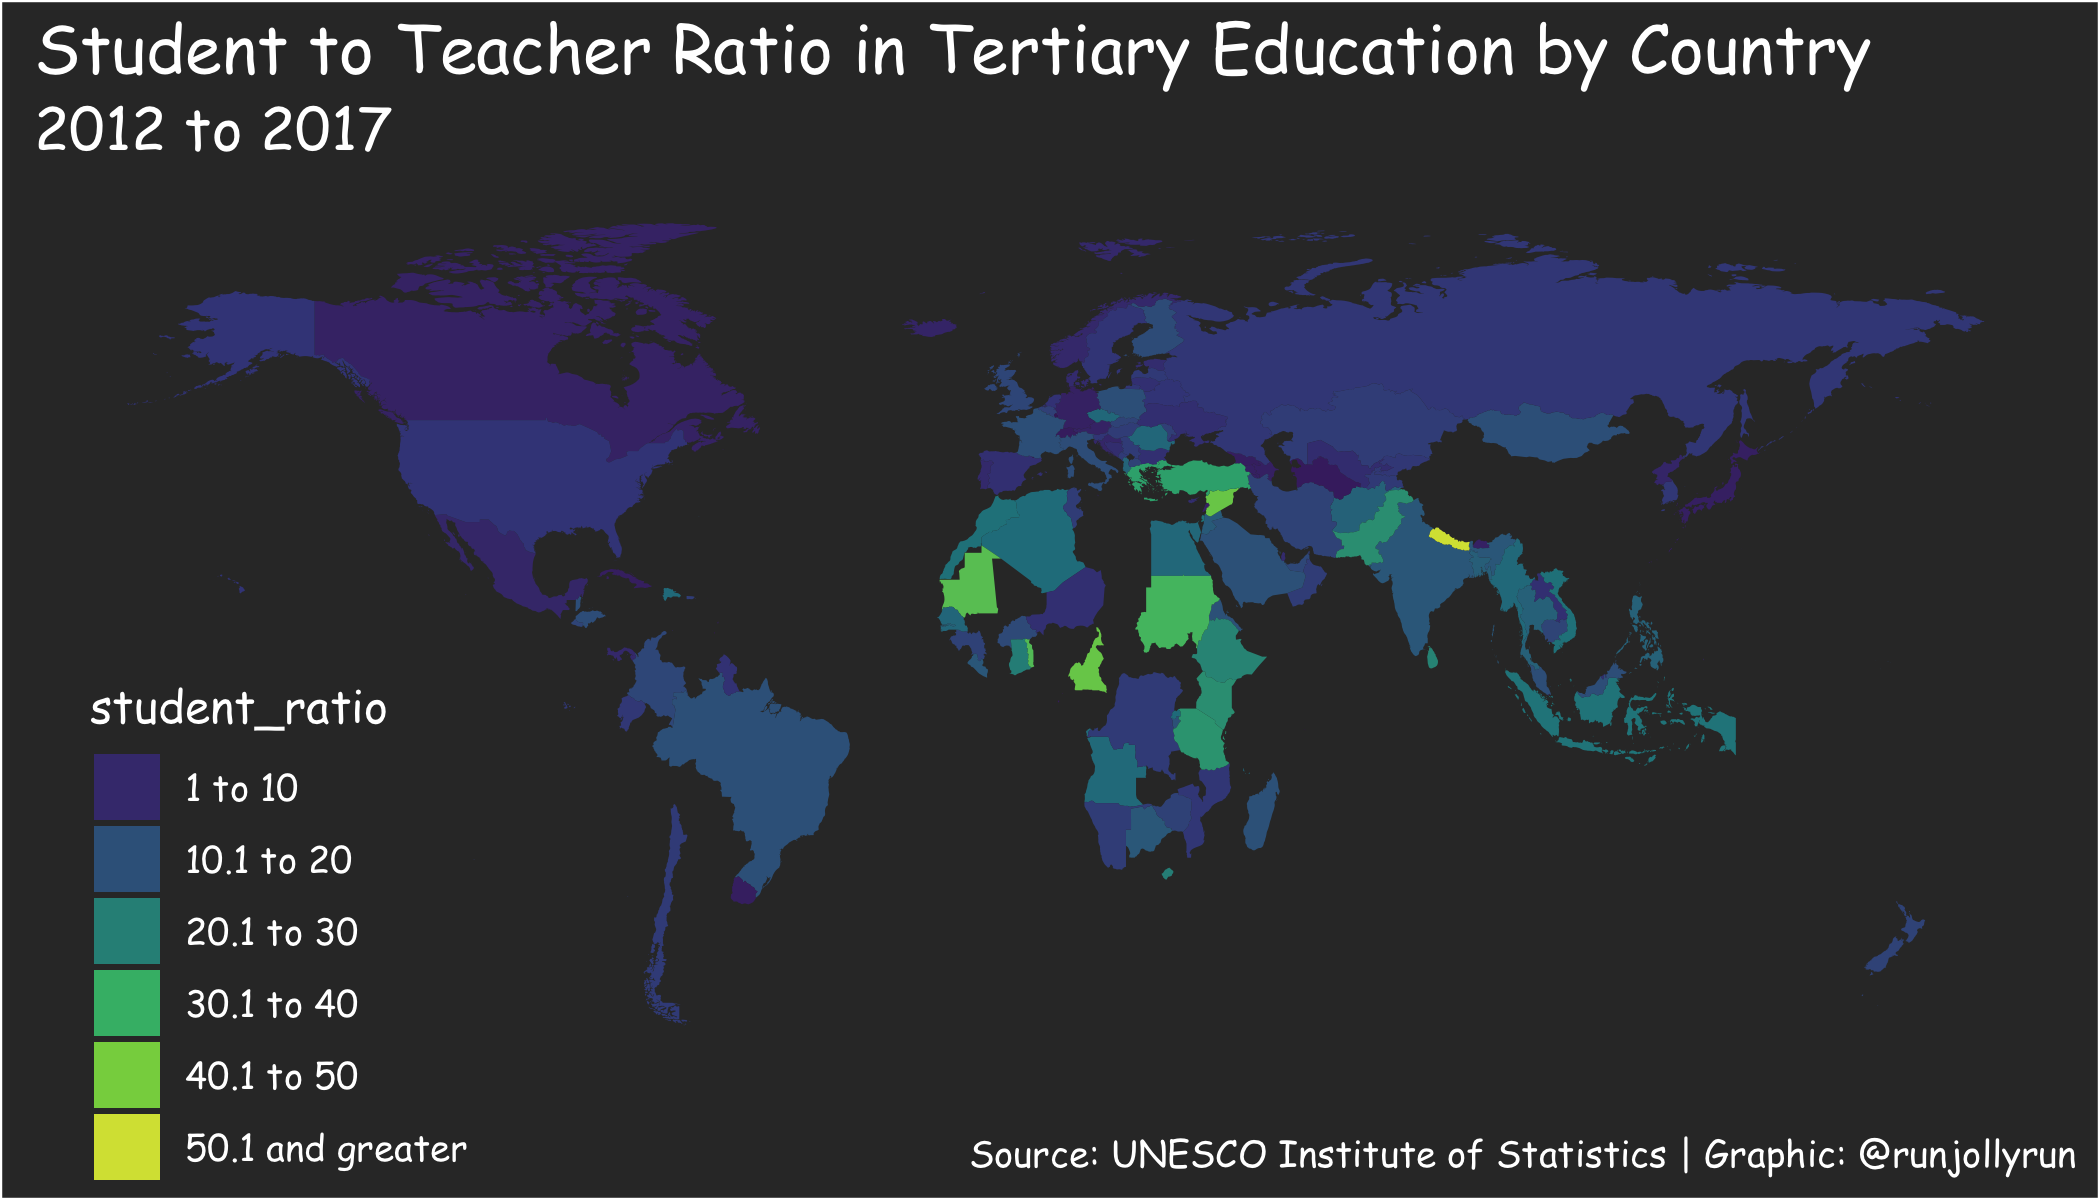 Student to Teacher Ratio in Tertiary Education by Country
2012 to 2017
student_ratio
1 to 10
10.1 to 20
20.1 to 30
30.1 to 40
40.1 to 50
50.1 and greater
Source: UNESCO Institute of Statistics | Graphic: @runjollyrun